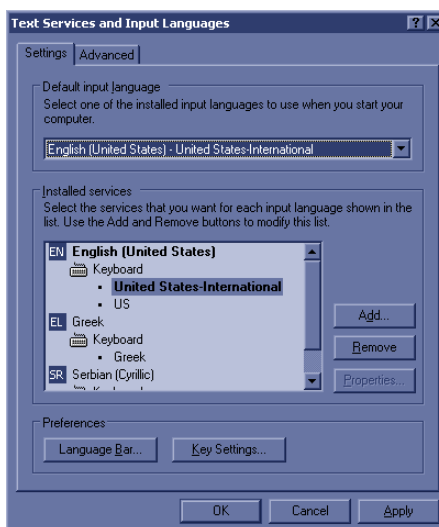 Text Services and Input Languages
Settings
Advanced
Default input language
Select one of the installed input languages to use when you start your
computer.
English (United States) - United States-International
Installed services
Select the services that you want for each input language shown in the
list. Use the Add and Remove buttons to modify this list.
EN English (United States)
Keyboard
• United States-International
• US
EL Greek
Keyboard
• Greek
SR Serbian (Cyrillic)
Add...
Remove
Properties...
Preferences
Language Bar...
Key Settings...
OK
Cancel
Apply